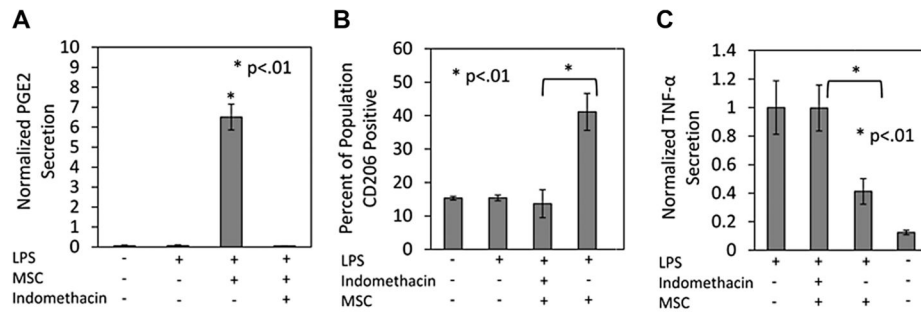 A
Normalized PGE2
Secretion
10
9
8
7
6
5
4
3
2
1
0
* p<.01
*
LPS - + + +
MSC - - + +
Indomethacin - - - +
B
Percent of Population
CD206 Positive
60
50
40
30
20
10
0
* p<.01
*
LPS - + + +
Indomethacin - - + -
MSC - - + +
C
Normalized TNF-α
Secretion
1.4
1.2
1
0.8
0.6
0.4
0.2
0
*
* p<.01
LPS + + + -
Indomethacin - + - -
MSC - + + -